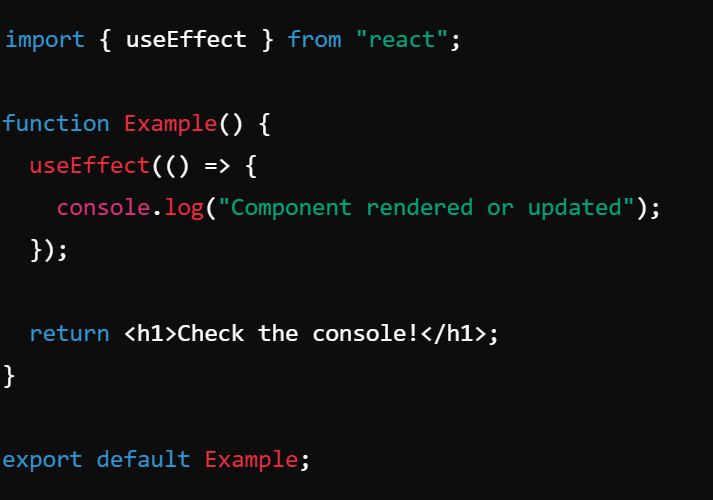 import { useEffect } from "react";
function Example() {
useEffect(() => {
console.log("Component rendered or updated");
});
return <h1>Check the console!</h1>;
}
export default Example;